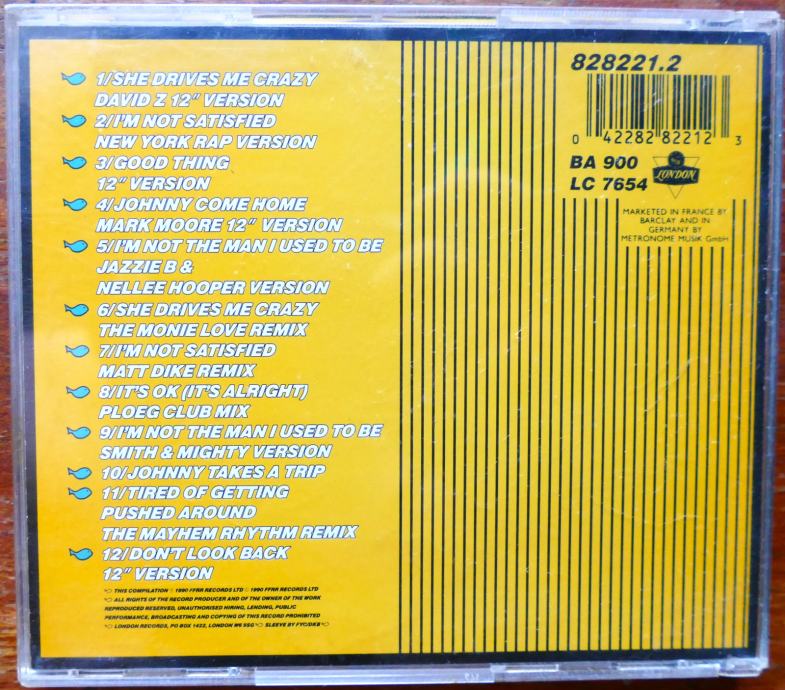 1/SHE DRIVES ME CRAZY
DAVID Z 12" VERSION
2/I'M NOT SATISFIED
NEW YORK RAP VERSION
3/GOOD THING
12" VERSION
4/JOHNNY COME HOME
MARK MOORE 12" VERSION
5/I'M NOT THE MAN I USED TO BE
JAZZIE B &
NELLEE HOOPER VERSION
6/SHE DRIVES ME CRAZY
THE MONIE LOVE REMIX
7/I'M NOT SATISFIED
MATT DIKE REMIX
8/IT'S OK (IT'S ALRIGHT)
PLOEG CLUB MIX
9/I'M NOT THE MAN I USED TO BE
SMITH & MIGHTY VERSION
10/JOHNNY TAKES A TRIP
11/TIRED OF GETTING
PUSHED AROUND
THE MAYHEM RHYTHM REMIX
12/DON'T LOOK BACK
12" VERSION
THIS COMPILATION ℗ 1990 FFRR RECORDS LTD © 1990 FFRR RECORDS LTD
ALL RIGHTS OF THE RECORD PRODUCER AND OF THE OWNER OF THE WORK
REPRODUCED RESERVED, UNAUTHORISED HIRING, LENDING, PUBLIC
PERFORMANCE, BROADCASTING AND COPYING OF THIS RECORD PROHIBITED
LONDON RECORDS, PO BOX 1422, LONDON W6 9SG SLEEVE BY FYC/DKB
828221.2
0 42282 82212 3
BA 900
LC 7654
LONDON
MARKETED IN FRANCE BY
BARCLAY AND IN
GERMANY BY
METRONOME MUSIK GmbH